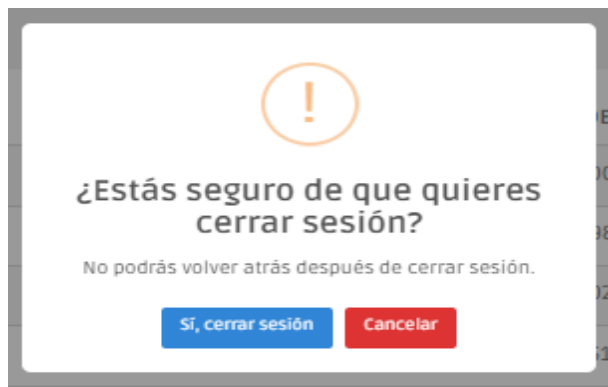 !
¿Estás seguro de que quieres
cerrar sesión?
No podrás volver atrás después de cerrar sesión.
Sí, cerrar sesión
Cancelar